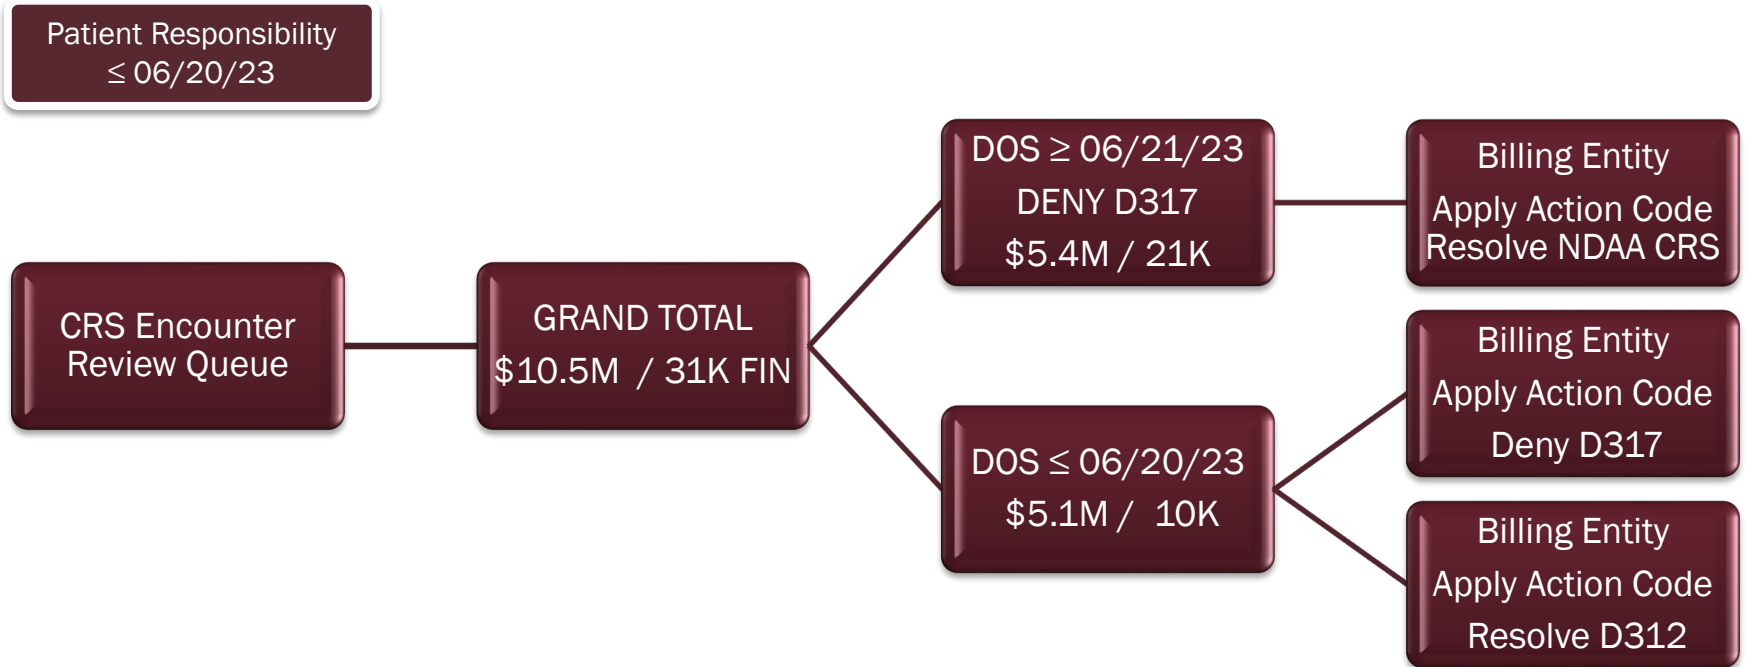 Patient Responsibility
≤ 06/20/23
CRS Encounter
Review Queue
GRAND TOTAL
$10.5M / 31K FIN
DOS ≥ 06/21/23
DENY D317
$5.4M / 21K
DOS ≤ 06/20/23
$5.1M / 10K
Billing Entity
Apply Action Code
Resolve NDAA CRS
Billing Entity
Apply Action Code
Deny D317
Billing Entity
Apply Action Code
Resolve D312